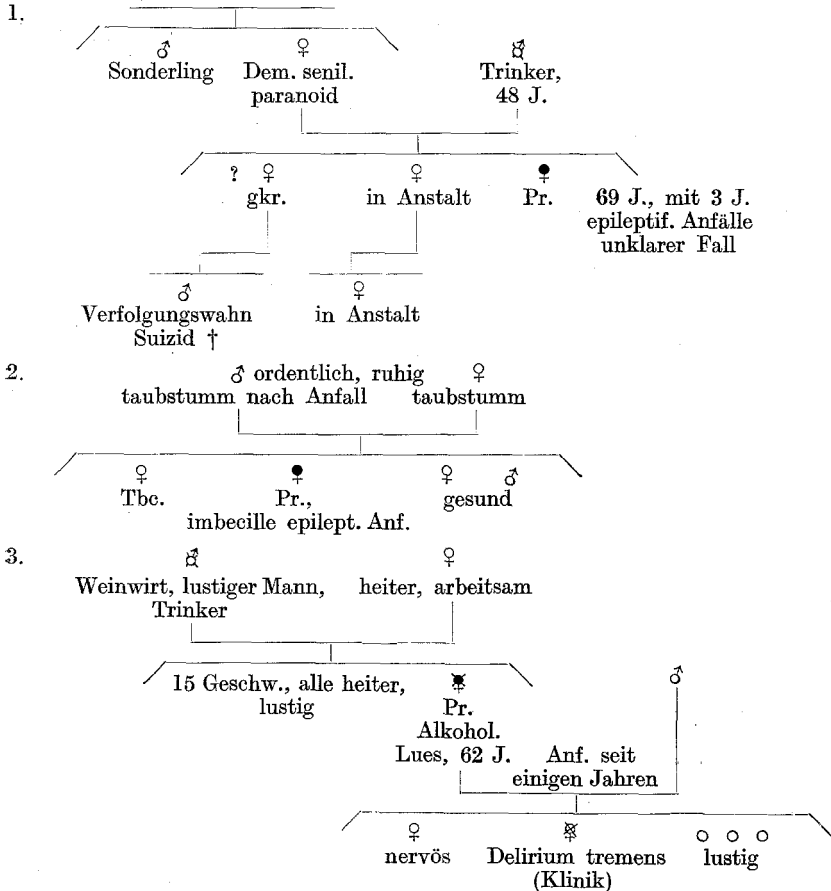 1.
♂ ♀ ♂
Sonderling Dem. senil. Trinker,
paranoid 48 J.
? ♀ ♀ ♀
gkr. in Anstalt Pr. 69 J., mit 3 J.
epileptif. Anfälle
unklarer Fall
♂ ♀
Verfolgungswahn in Anstalt
Suizid †
2.
♂ ordentlich, ruhig ♀
taubstumm nach Anfall taubstumm
♀ ♀ ♀ ♂
Tbc. Pr., gesund
imbecille epilept. Anf.
3.
♂ ♀
Weinwirt, lustiger Mann, heiter, arbeitsam
Trinker
15 Geschw., alle heiter, ♀ ♂
lustig Pr.
Alkohol.
Lues, 62 J. Anf. seit
einigen Jahren
♀ ○ ○ ○
nervös Delirium tremens lustig
(Klinik)